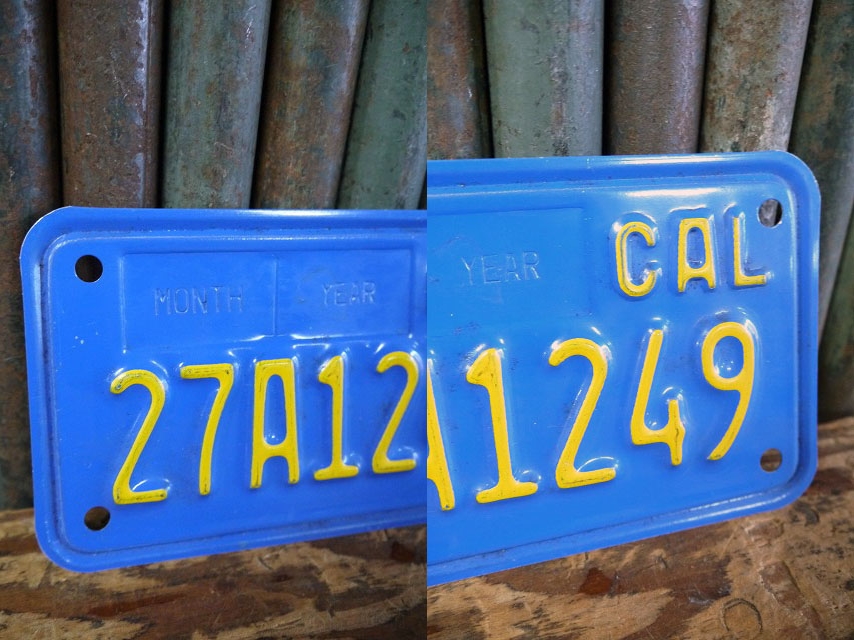 MONTH YEAR
27A12
YEAR CAL
A1249